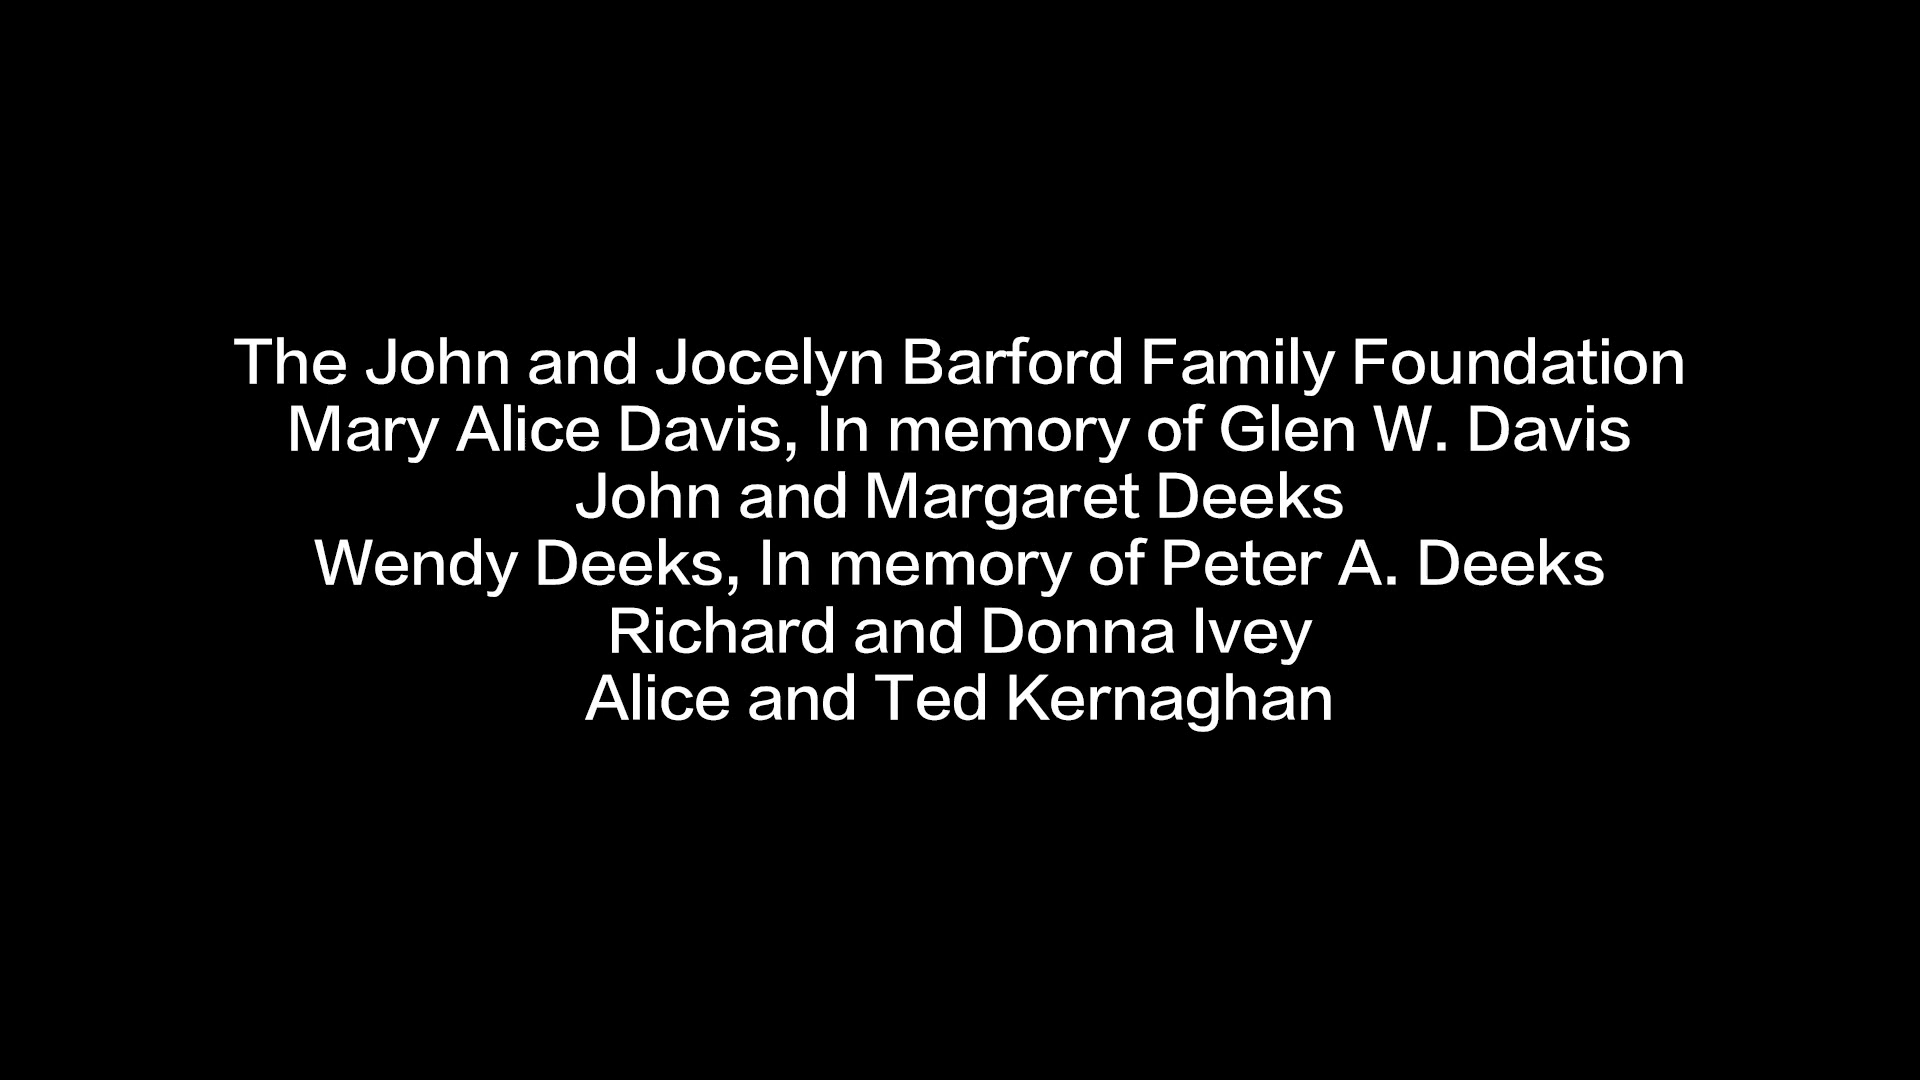 The John and Jocelyn Barford Family Foundation
Mary Alice Davis, In memory of Glen W. Davis
John and Margaret Deeks
Wendy Deeks, In memory of Peter A. Deeks
Richard and Donna Ivey
Alice and Ted Kernaghan